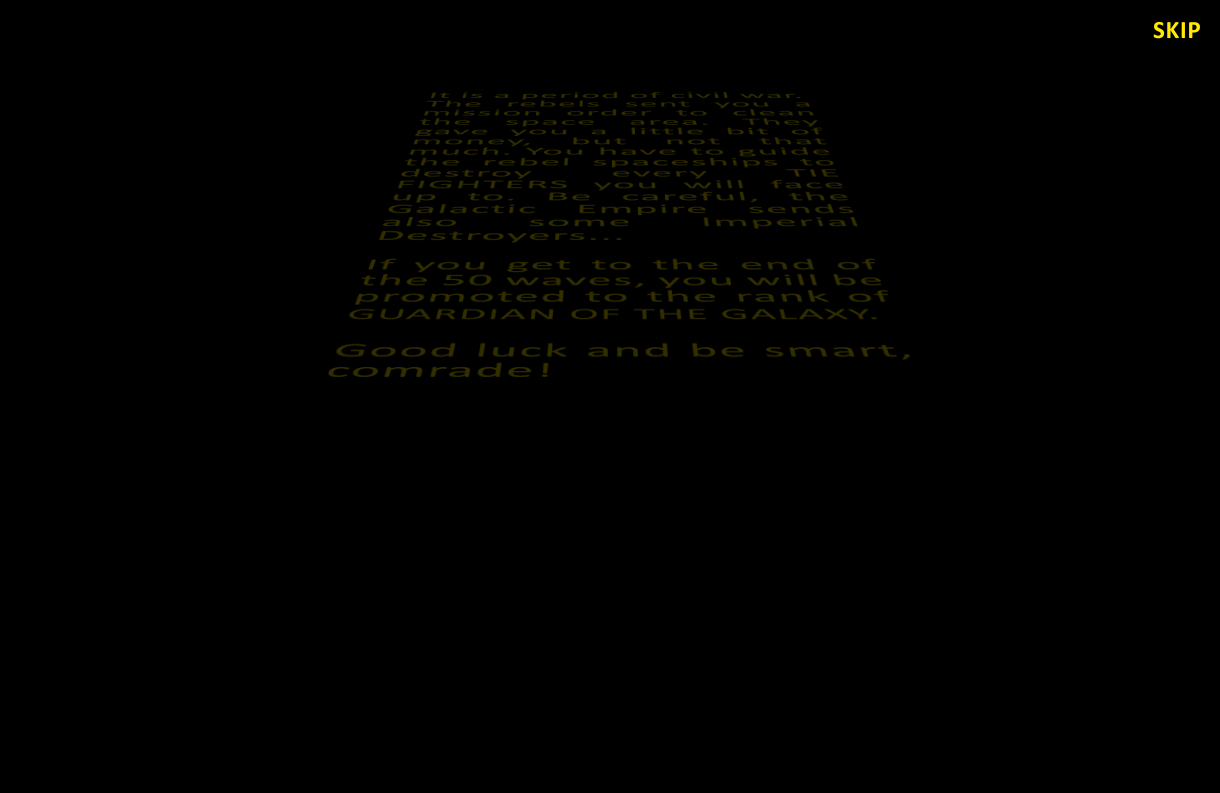 SKIP
It is a period of civil war.
The rebels sent you a
mission order to clean
the space area. They
gave you a little bit of
money, but not that
much. You have to guide
the rebel spaceships to
destroy every TIE
FIGHTERS you will face
up to. Be careful, the
Galactic Empire sends
also some Imperial
Destroyers...
If you get to the end of
the 50 waves, you will be
promoted to the rank of
GUARDIAN OF THE GALAXY.
Good luck and be smart,
comrade!